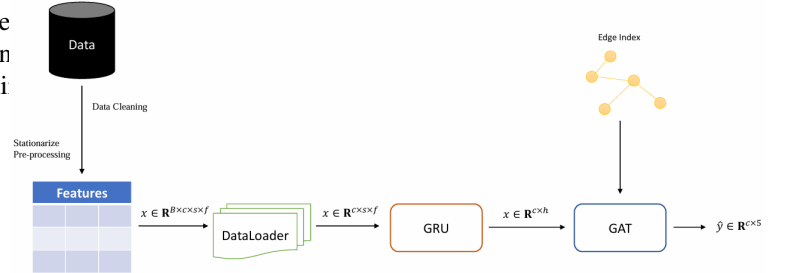 Data
Edge Index
Data Cleaning
Stationarize
Pre-processing
Features
x ∈ R^{B×c×s×f}
DataLoader
x ∈ R^{c×s×f}
GRU
x ∈ R^{c×h}
GAT
ŷ ∈ R^{c×5}